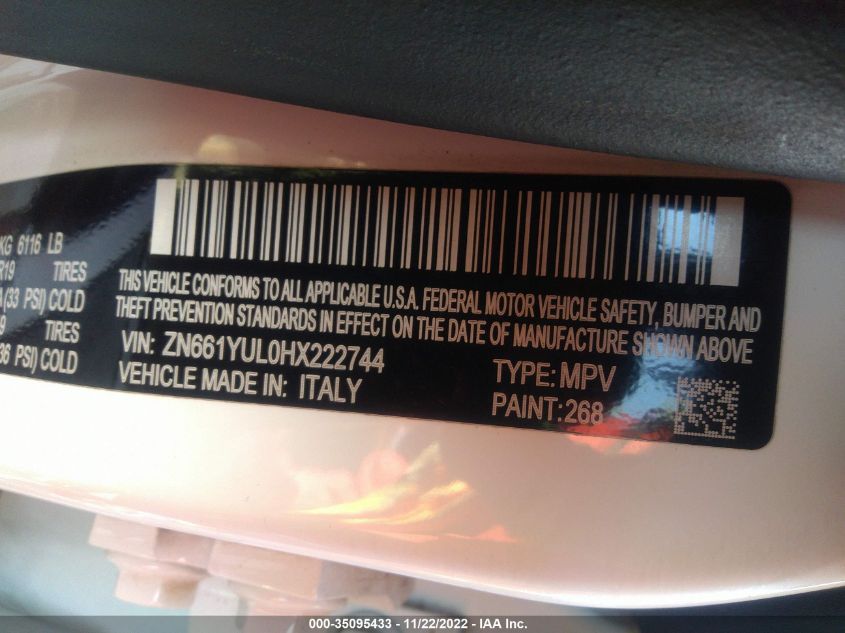 KG 6116 LB
R19 TIRES
(33 PSI) COLD
9 TIRES
36 PSI) COLD
THIS VEHICLE CONFORMS TO ALL APPLICABLE U.S.A. FEDERAL MOTOR VEHICLE SAFETY, BUMPER AND
THEFT PREVENTION STANDARDS IN EFFECT ON THE DATE OF MANUFACTURE SHOWN ABOVE
VIN: ZN661YUL0HX222744
VEHICLE MADE IN: ITALY
TYPE: MPV
PAINT: 268
000-35095433 - 11/22/2022 - IAA Inc.